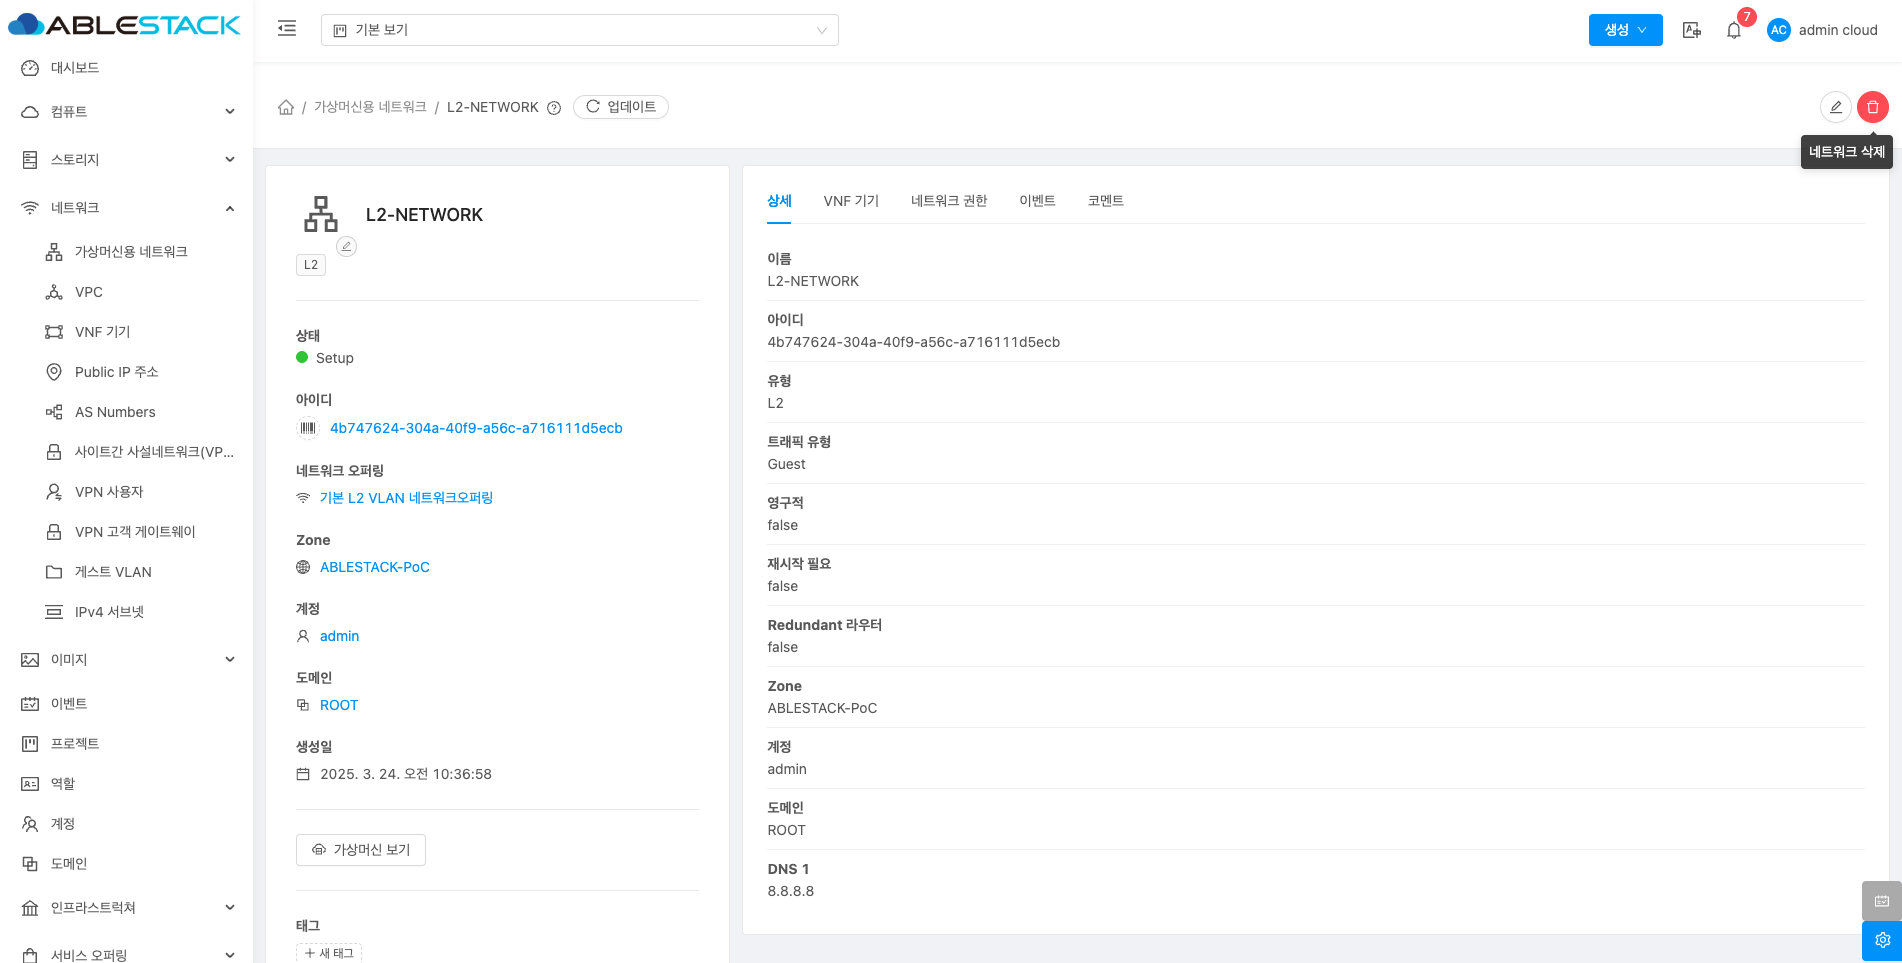 ABLESTACK
기본 보기
생성
7
AC
admin cloud
대시보드
컴퓨트
스토리지
네트워크
가상머신용 네트워크
VPC
VNF 기기
Public IP 주소
AS Numbers
사이트간 사설네트워크(VP...
VPN 사용자
VPN 고객 게이트웨이
게스트 VLAN
IPv4 서브넷
이미지
이벤트
프로젝트
역할
계정
도메인
인프라스트럭쳐
서비스 오퍼링
/ 가상머신용 네트워크 / L2-NETWORK
업데이트
네트워크 삭제
L2-NETWORK
L2
상태
Setup
아이디
4b747624-304a-40f9-a56c-a716111d5ecb
네트워크 오퍼링
기본 L2 VLAN 네트워크오퍼링
Zone
ABLESTACK-PoC
계정
admin
도메인
ROOT
생성일
2025. 3. 24. 오전 10:36:58
가상머신 보기
태그
+ 새 태그
상세
VNF 기기
네트워크 권한
이벤트
코멘트
이름
L2-NETWORK
아이디
4b747624-304a-40f9-a56c-a716111d5ecb
유형
L2
트래픽 유형
Guest
영구적
false
재시작 필요
false
Redundant 라우터
false
Zone
ABLESTACK-PoC
계정
admin
도메인
ROOT
DNS 1
8.8.8.8